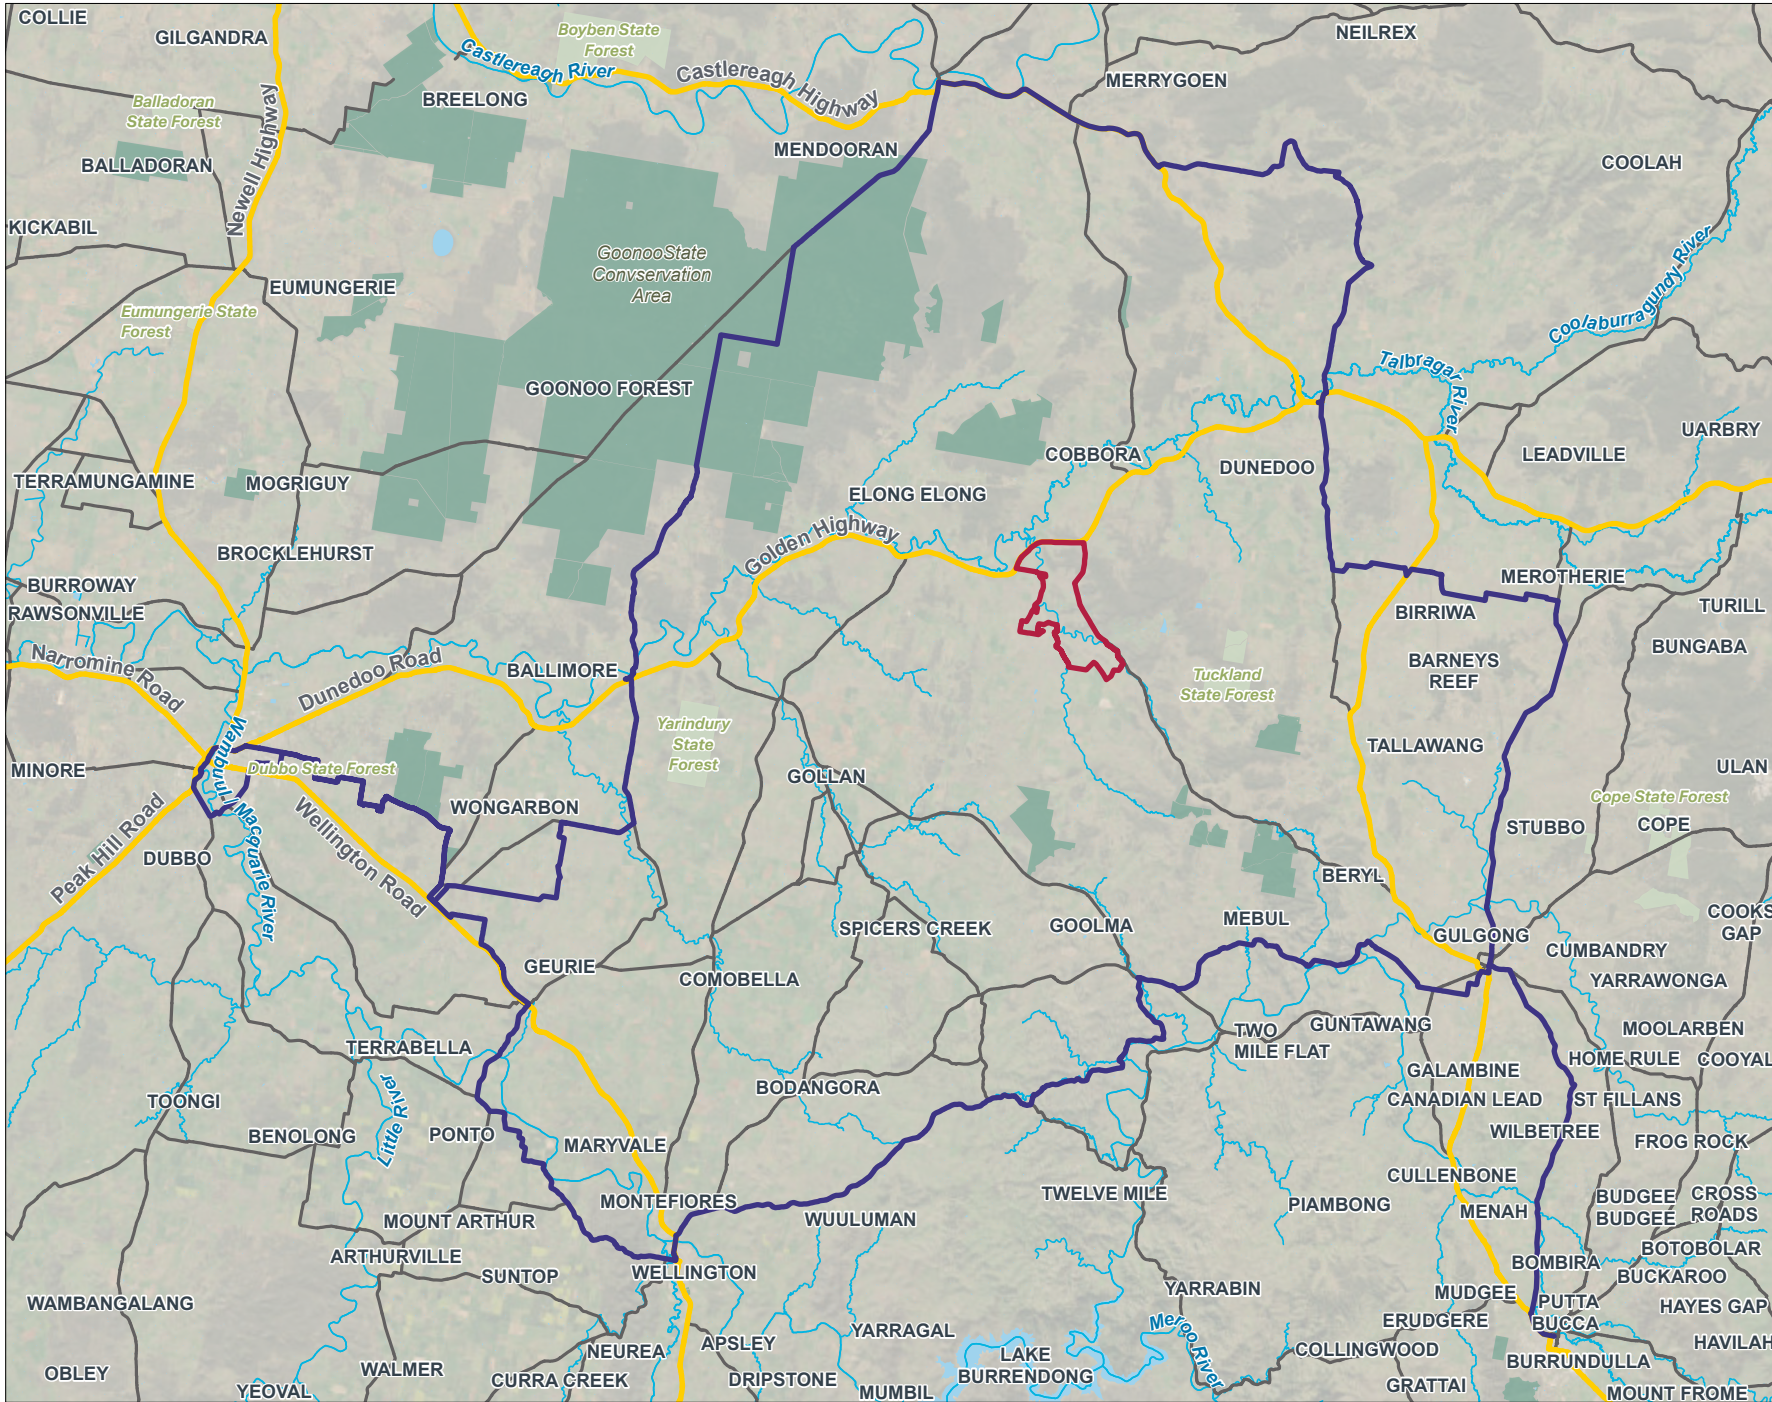 COLLIE
GILGANDRA
Boyben State
Forest
NEILREX
Castlereagh River
Castlereagh Highway
MERRYGOEN
BREELONG
Balladoran
State Forest
MENDOORAN
BALLADORAN
COOLAH
Newell Highway
KICKABIL
GoonooState
Convservation
Area
EUMUNGERIE
Eumungerie State
Forest
Coolaburragundy River
Talbragar River
GOONOO FOREST
UARBRY
COBBORA
LEADVILLE
DUNEDOO
TERRAMUNGAMINE
MOGRIGUY
ELONG ELONG
Golden Highway
BROCKLEHURST
BURROWAY
MEROTHERIE
RAWSONVILLE
BIRRIWA
TURILL
BUNGABA
Narromine Road
Dunedoo Road
BALLIMORE
BARNEYS
REEF
Tuckland
State Forest
Yarindury
State
Forest
Wambuul / Macquarie River
TALLAWANG
MINORE
Dubbo State Forest
GOLLAN
ULAN
Cope State Forest
WONGARBON
STUBBO
COPE
Peak Hill Road
Wellington Road
DUBBO
BERYL
COOKS
GAP
MEBUL
SPICERS CREEK
GOOLMA
GULGONG
CUMBANDRY
GEURIE
COMOBELLA
YARRAWONGA
TWO
MILE FLAT
GUNTAWANG
MOOLARBEN
TERRABELLA
HOME RULE
COOYAL
GALAMBINE
BODANGORA
TOONGI
Little River
CANADIAN LEAD
ST FILLANS
BENOLONG
PONTO
MARYVALE
WILBETREE
FROG ROCK
CULLENBONE
TWELVE MILE
MONTEFIORES
PIAMBONG
BUDGEE
BUDGEE
CROSS
ROADS
MENAH
MOUNT ARTHUR
WUULUMAN
ARTHURVILLE
BOTOBOLAR
BOMBIRA
SUNTOP
WELLINGTON
BUCKAROO
YARRABIN
MUDGEE
WAMBANGALANG
PUTTA
BUCCA
HAYES GAP
ERUDGERE
Meroo River
YARRAGAL
APSLEY
HAVILAH
NEUREA
COLLINGWOOD
LAKE
BURRENDONG
BURRUNDULLA
OBLEY
WALMER
CURRA CREEK
DRIPSTONE
GRATTAI
YEOVAL
MUMBIL
MOUNT FROME